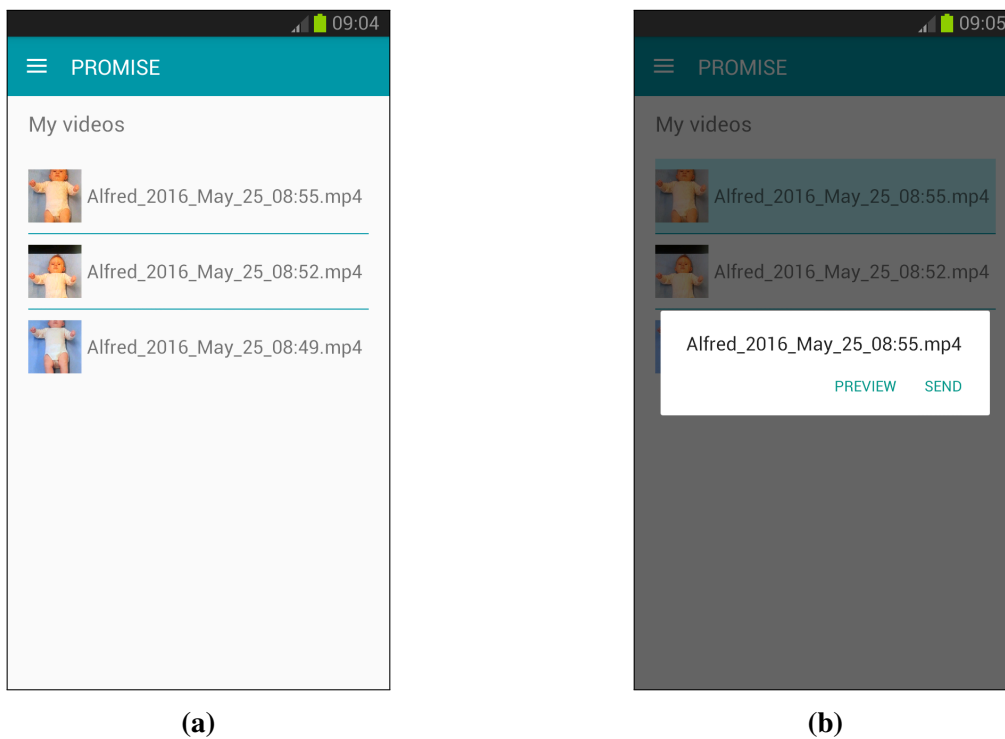 09:04
PROMISE
My videos
Alfred_2016_May_25_08:55.mp4
Alfred_2016_May_25_08:52.mp4
Alfred_2016_May_25_08:49.mp4
(a)
09:05
PROMISE
My videos
Alfred_2016_May_25_08:55.mp4
Alfred_2016_May_25_08:52.mp4
Alfred_2016_May_25_08:55.mp4
PREVIEW SEND
(b)